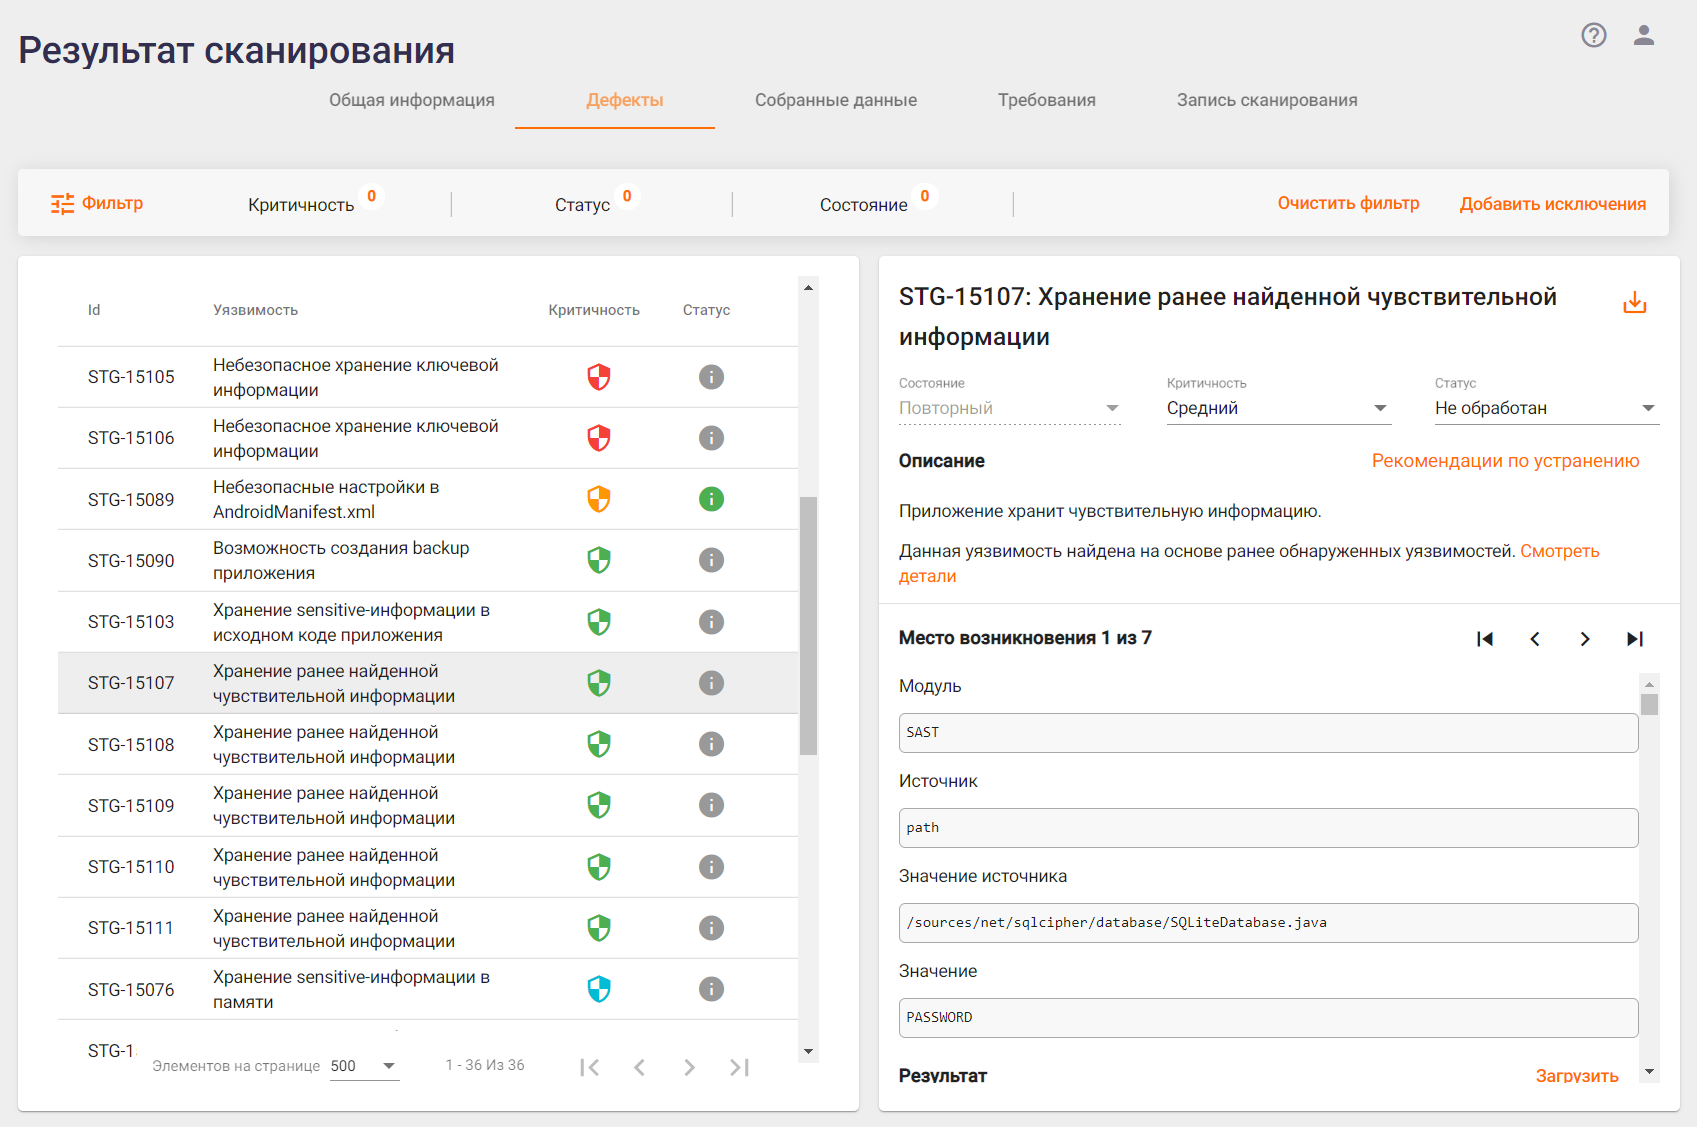 Результат сканирования
Общая информация
Дефекты
Собранные данные
Требования
Запись сканирования
Фильтр
Критичность 0
Статус 0
Состояние 0
Очистить фильтр
Добавить исключения
Id Уязвимость Критичность Статус
STG-15105
Небезопасное хранение ключевой
информации
STG-15106
Небезопасное хранение ключевой
информации
STG-15089
Небезопасные настройки в
AndroidManifest.xml
STG-15090
Возможность создания backup
приложения
STG-15103
Хранение sensitive-информации в
исходном коде приложения
STG-15107
Хранение ранее найденной
чувствительной информации
STG-15108
Хранение ранее найденной
чувствительной информации
STG-15109
Хранение ранее найденной
чувствительной информации
STG-15110
Хранение ранее найденной
чувствительной информации
STG-15111
Хранение ранее найденной
чувствительной информации
STG-15076
Хранение sensitive-информации в
памяти
Элементов на странице 500 1 - 36 Из 36
STG-15107: Хранение ранее найденной чувствительной
информации
Состояние
Повторный
Критичность
Средний
Статус
Не обработан
Описание
Рекомендации по устранению
Приложение хранит чувствительную информацию.
Данная уязвимость найдена на основе ранее обнаруженных уязвимостей. Смотреть
детали
Место возникновения 1 из 7
Модуль
SAST
Источник
path
Значение источника
/sources/net/sqlcipher/database/SQLiteDatabase.java
Значение
PASSWORD
Результат
Загрузить